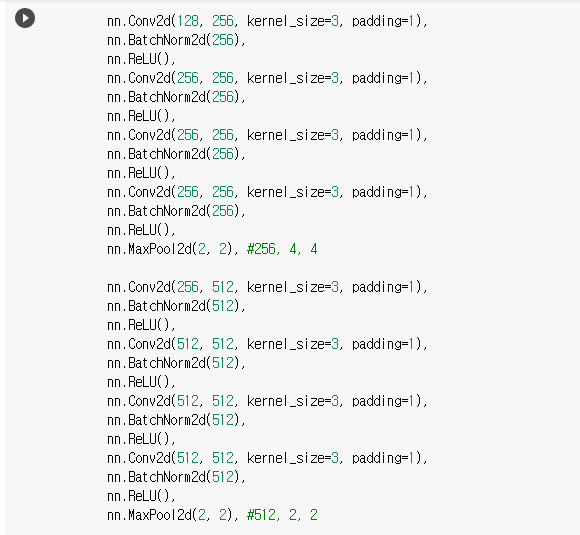 nn.Conv2d(128, 256, kernel_size=3, padding=1),
nn.BatchNorm2d(256),
nn.ReLU(),
nn.Conv2d(256, 256, kernel_size=3, padding=1),
nn.BatchNorm2d(256),
nn.ReLU(),
nn.Conv2d(256, 256, kernel_size=3, padding=1),
nn.BatchNorm2d(256),
nn.ReLU(),
nn.Conv2d(256, 256, kernel_size=3, padding=1),
nn.BatchNorm2d(256),
nn.ReLU(),
nn.MaxPool2d(2, 2), #256, 4, 4
nn.Conv2d(256, 512, kernel_size=3, padding=1),
nn.BatchNorm2d(512),
nn.ReLU(),
nn.Conv2d(512, 512, kernel_size=3, padding=1),
nn.BatchNorm2d(512),
nn.ReLU(),
nn.Conv2d(512, 512, kernel_size=3, padding=1),
nn.BatchNorm2d(512),
nn.ReLU(),
nn.Conv2d(512, 512, kernel_size=3, padding=1),
nn.BatchNorm2d(512),
nn.ReLU(),
nn.MaxPool2d(2, 2), #512, 2, 2